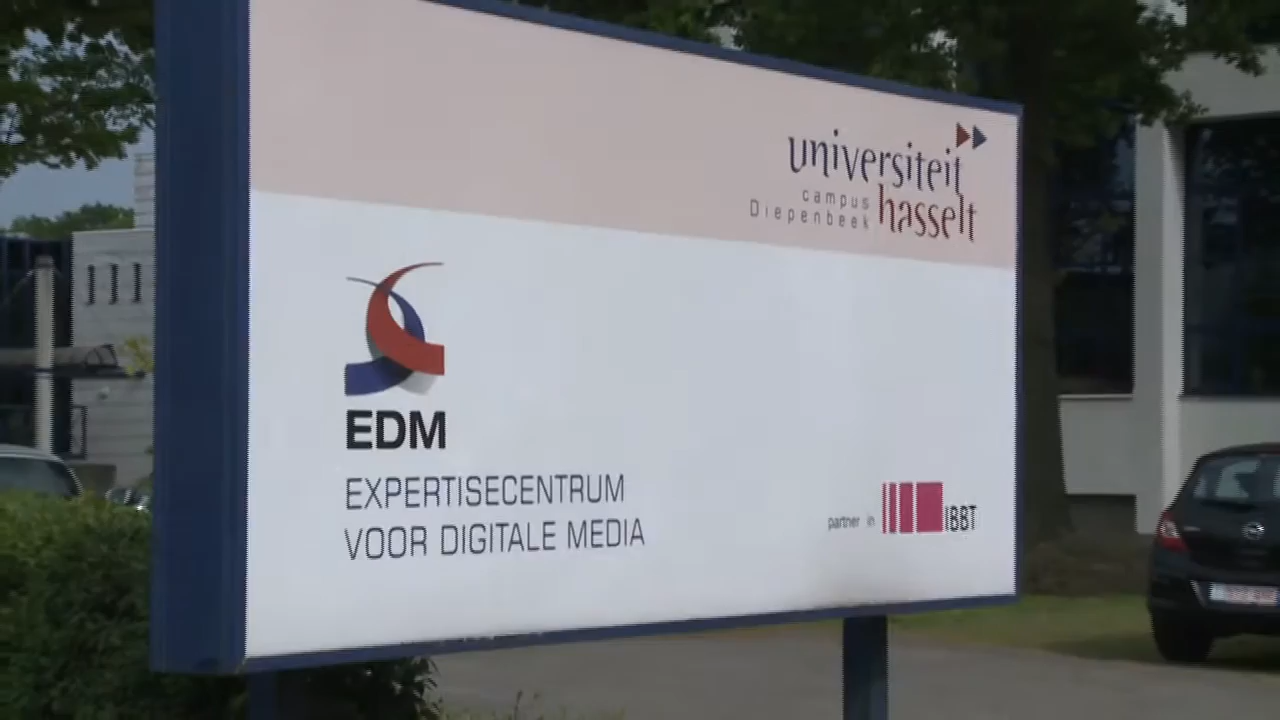 universiteit
campus
Diepenbeek hasselt
EDM
EXPERTISECENTRUM
VOOR DIGITALE MEDIA
partner in IBBT